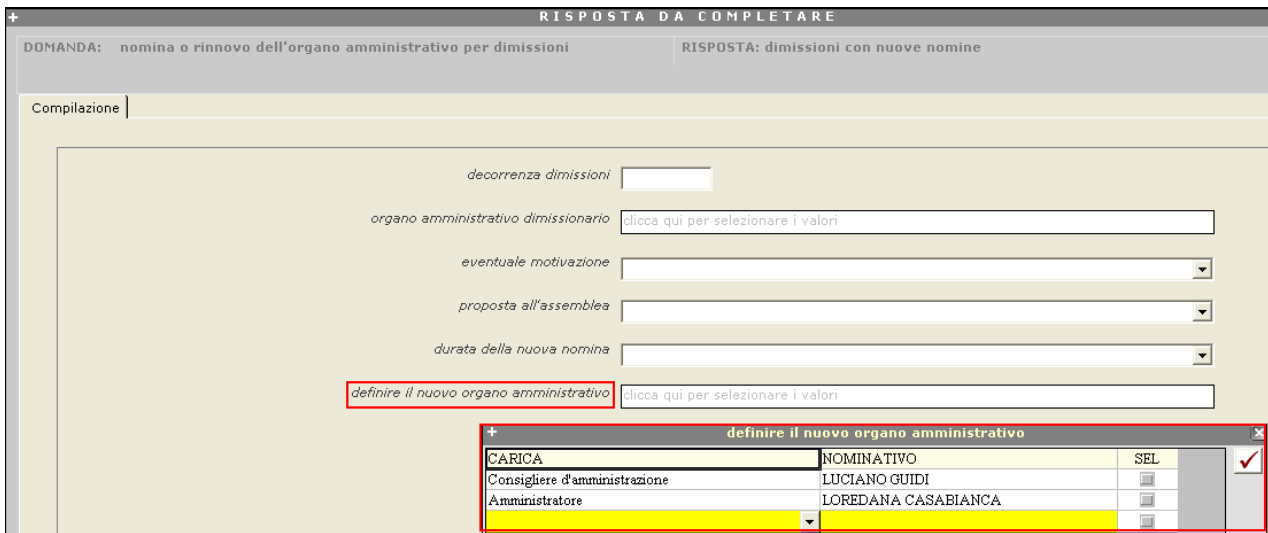 RISPOSTA DA COMPLETARE
DOMANDA: nomina o rinnovo dell'organo amministrativo per dimissioni RISPOSTA: dimissioni con nuove nomine
Compilazione
decorrenza dimissioni
organo amministrativo dimissionario clicca qui per selezionare i valori
eventuale motivazione
proposta all'assemblea
durata della nuova nomina
definire il nuovo organo amministrativo clicca qui per selezionare i valori
definire il nuovo organo amministrativo
CARICA NOMINATIVO SEL
Consigliere d'amministrazione LUCIANO GUIDI
Amministratore LOREDANA CASABIANCA